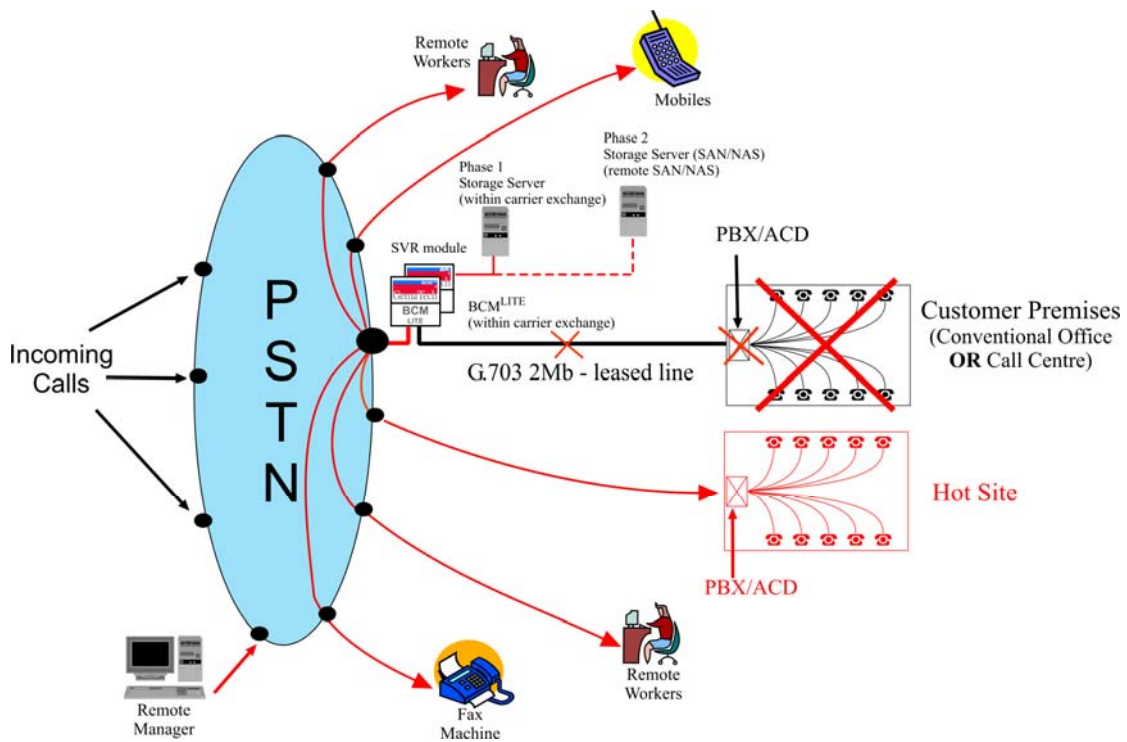 Remote
Workers
Mobiles
Phase 2
Storage Server (SAN/NAS)
(remote SAN/NAS)
Phase 1
Storage Server
(within carrier exchange)
SVR module
PBX/ACD
BCM
LITE
BCM LITE
(within carrier exchange)
G.703 2Mb - leased line
Customer Premises
(Conventional Office
OR Call Centre)
Incoming
Calls
P
S
T
N
Hot Site
PBX/ACD
Remote
Workers
Remote
Manager
Fax
Machine